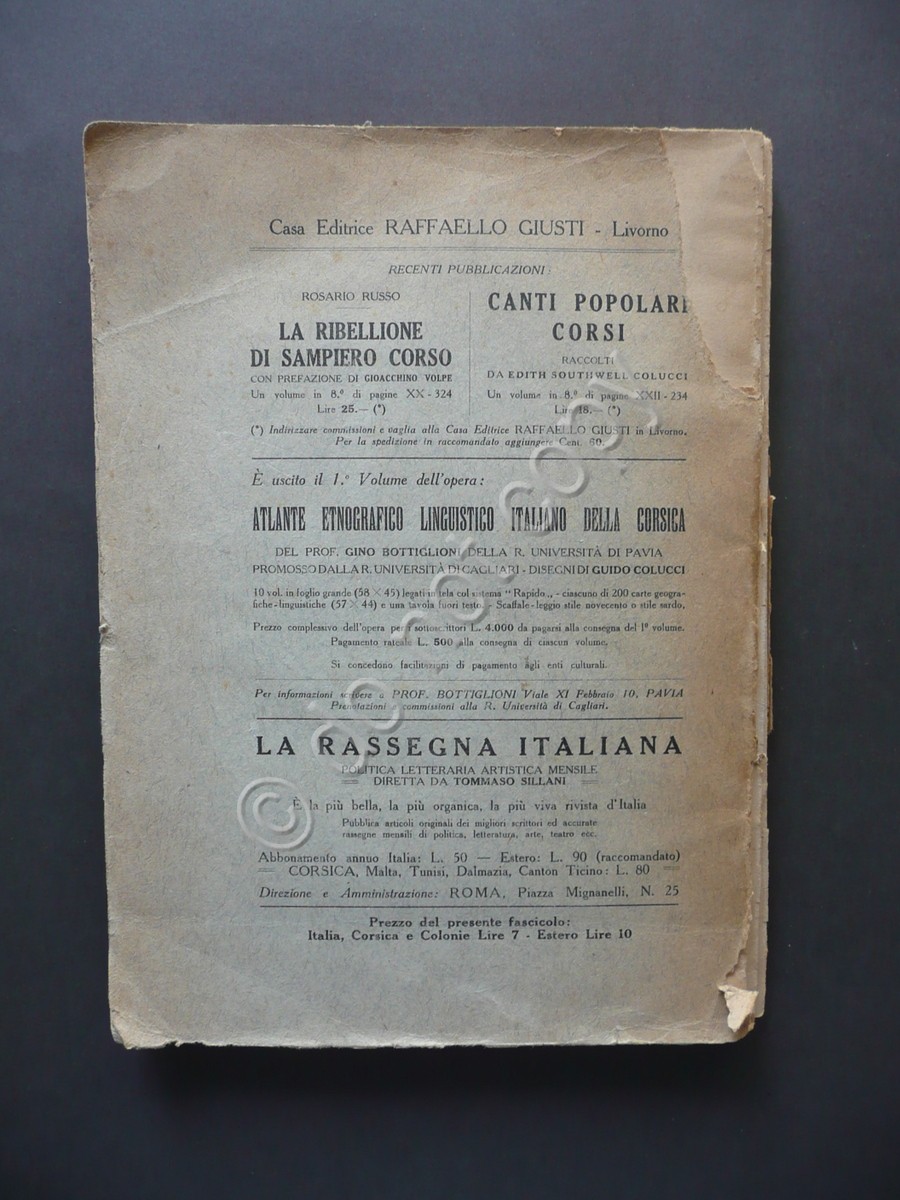 Casa Editrice RAFFAELLO GIUSTI - Livorno
RECENTI PUBBLICAZIONI:
ROSARIO RUSSO
LA RIBELLIONE
DI SAMPIERO CORSO
CON PREFAZIONE DI GIOACCHINO VOLPE
Un volume in 8.º di pagine XX - 324
Lire 25.— (*)
CANTI POPOLARI
CORSI
RACCOLTI
DA EDITH SOUTHWELL COLUCCI
Un volume in 8.º di pagine XXII - 234
Lire 18.— (*)
(*) Indirizzare commissioni e vaglia alla Casa Editrice RAFFAELLO GIUSTI in Livorno.
Per la spedizione in raccomandato aggiungere Cent. 60.
È uscito il 1.º Volume dell'opera:
ATLANTE ETNOGRAFICO LINGUISTICO ITALIANO DELLA CORSICA
DEL PROF. GINO BOTTIGLIONI DELLA R. UNIVERSITÀ DI PAVIA
PROMOSSO DALLA R. UNIVERSITÀ DI CAGLIARI - DISEGNI DI GUIDO COLUCCI
10 vol. in foglio grande (58 × 45) legati in tela col sistema " Rapido „ - ciascuno di 200 carte geogra-
fiche-linguistiche (57 × 44) e una tavola fuori testo. - Scaffale-leggio stile novecento o stile sardo.
Prezzo complessivo dell'opera per i sottoscrittori L. 4.000 da pagarsi alla consegna del 1º volume.
Pagamento rateale L. 500 alla consegna di ciascun volume.
Si concedono facilitazioni di pagamento agli enti culturali.
Per informazioni scrivere a PROF. BOTTIGLIONI Viale XI Febbraio 10, PAVIA
Prenotazioni e commissioni alla R. Università di Cagliari.
LA RASSEGNA ITALIANA
POLITICA LETTERARIA ARTISTICA MENSILE
DIRETTA DA TOMMASO SILLANI
È la più bella, la più organica, la più viva rivista d'Italia
Pubblica articoli originali dei migliori scrittori ed accurate
rassegne mensili di politica, letteratura, arte, teatro ecc.
Abbonamento annuo Italia: L. 50 — Estero: L. 90 (raccomandato)
CORSICA, Malta, Tunisi, Dalmazia, Canton Ticino: L. 80
Direzione e Amministrazione: ROMA, Piazza Mignanelli, N. 25
Prezzo del presente fascicolo:
Italia, Corsica e Colonie Lire 7 - Estero Lire 10
© do not copy